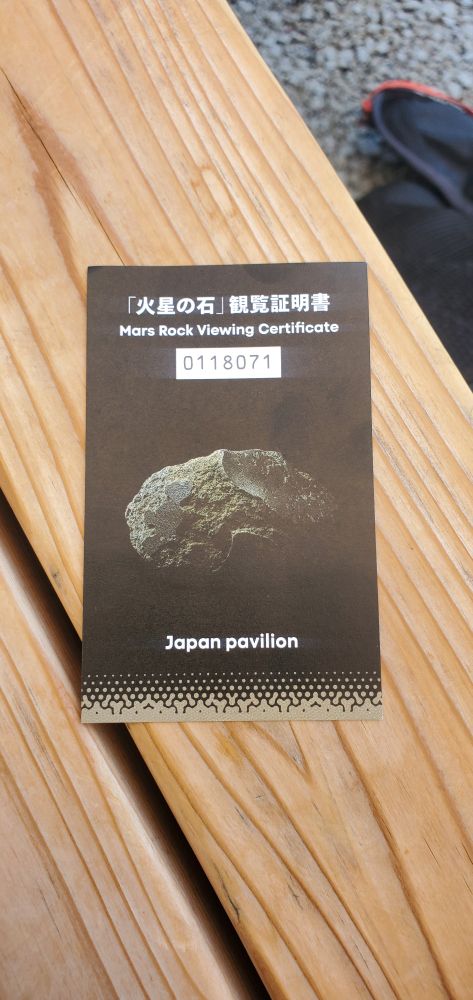 「火星の石」観覧証明書
Mars Rock Viewing Certificate
0118071
Japan pavilion